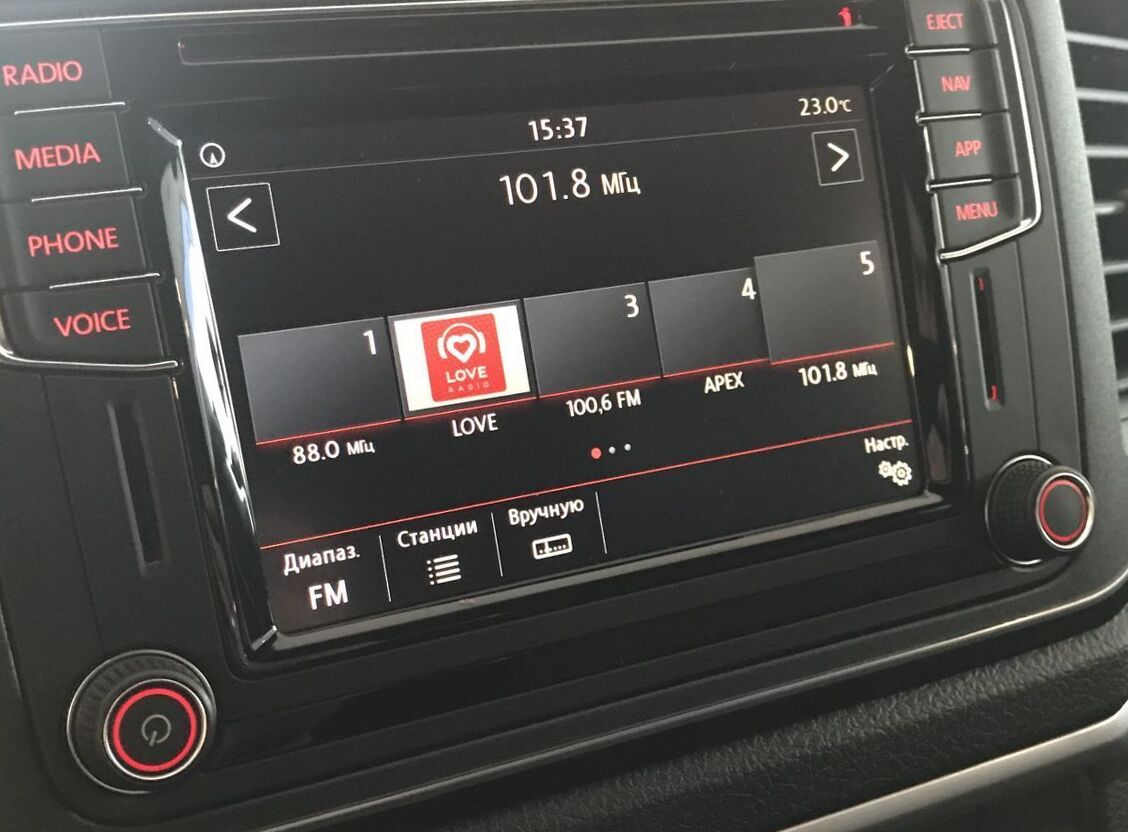 RADIO
MEDIA
PHONE
VOICE
EJECT
NAV
APP
MENU
15:37
23.0°C
101.8 МГц
<
>
1
LOVE
RADIO
3
4
5
88.0 МГц
LOVE
100,6 FM
APEX
101.8 МГц
Настр.
Диапаз.
FM
Станции
Вручную